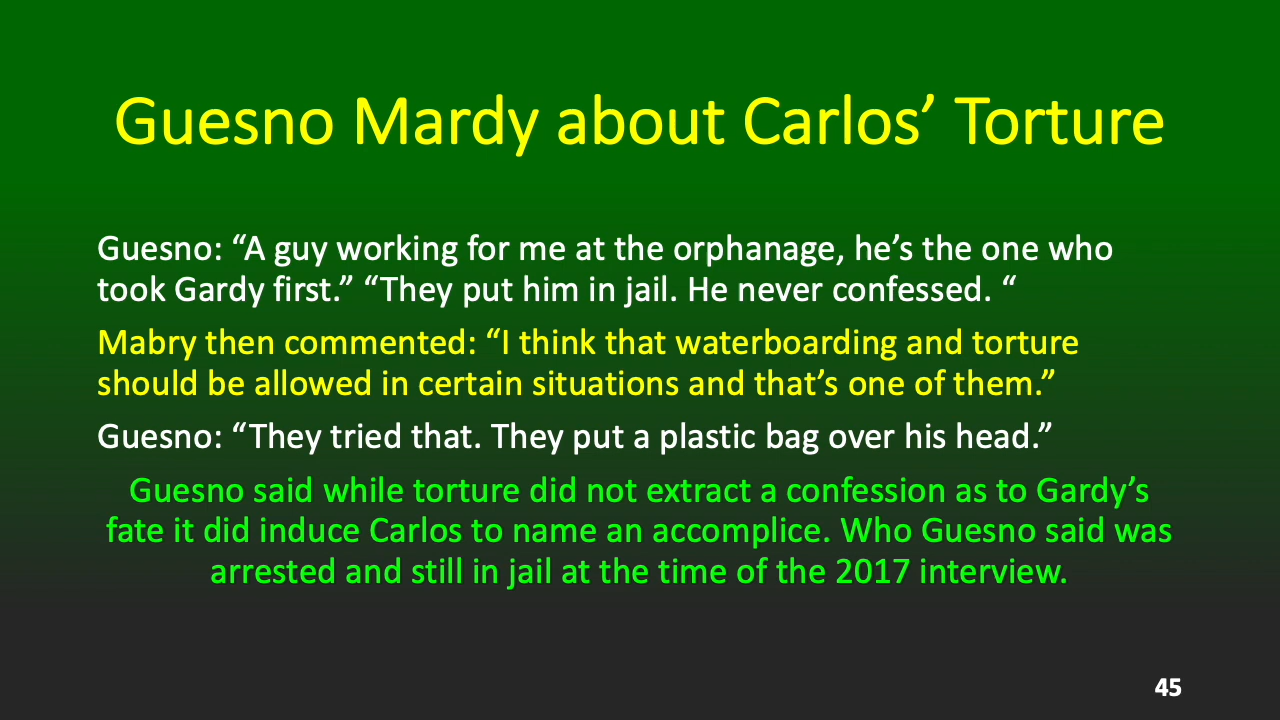 Guesno Mardy about Carlos’ Torture
Guesno: “A guy working for me at the orphanage, he’s the one who
took Gardy first.” “They put him in jail. He never confessed. “
Mabry then commented: “I think that waterboarding and torture
should be allowed in certain situations and that’s one of them.”
Guesno: “They tried that. They put a plastic bag over his head.”
Guesno said while torture did not extract a confession as to Gardy’s
fate it did induce Carlos to name an accomplice. Who Guesno said was
arrested and still in jail at the time of the 2017 interview.
45